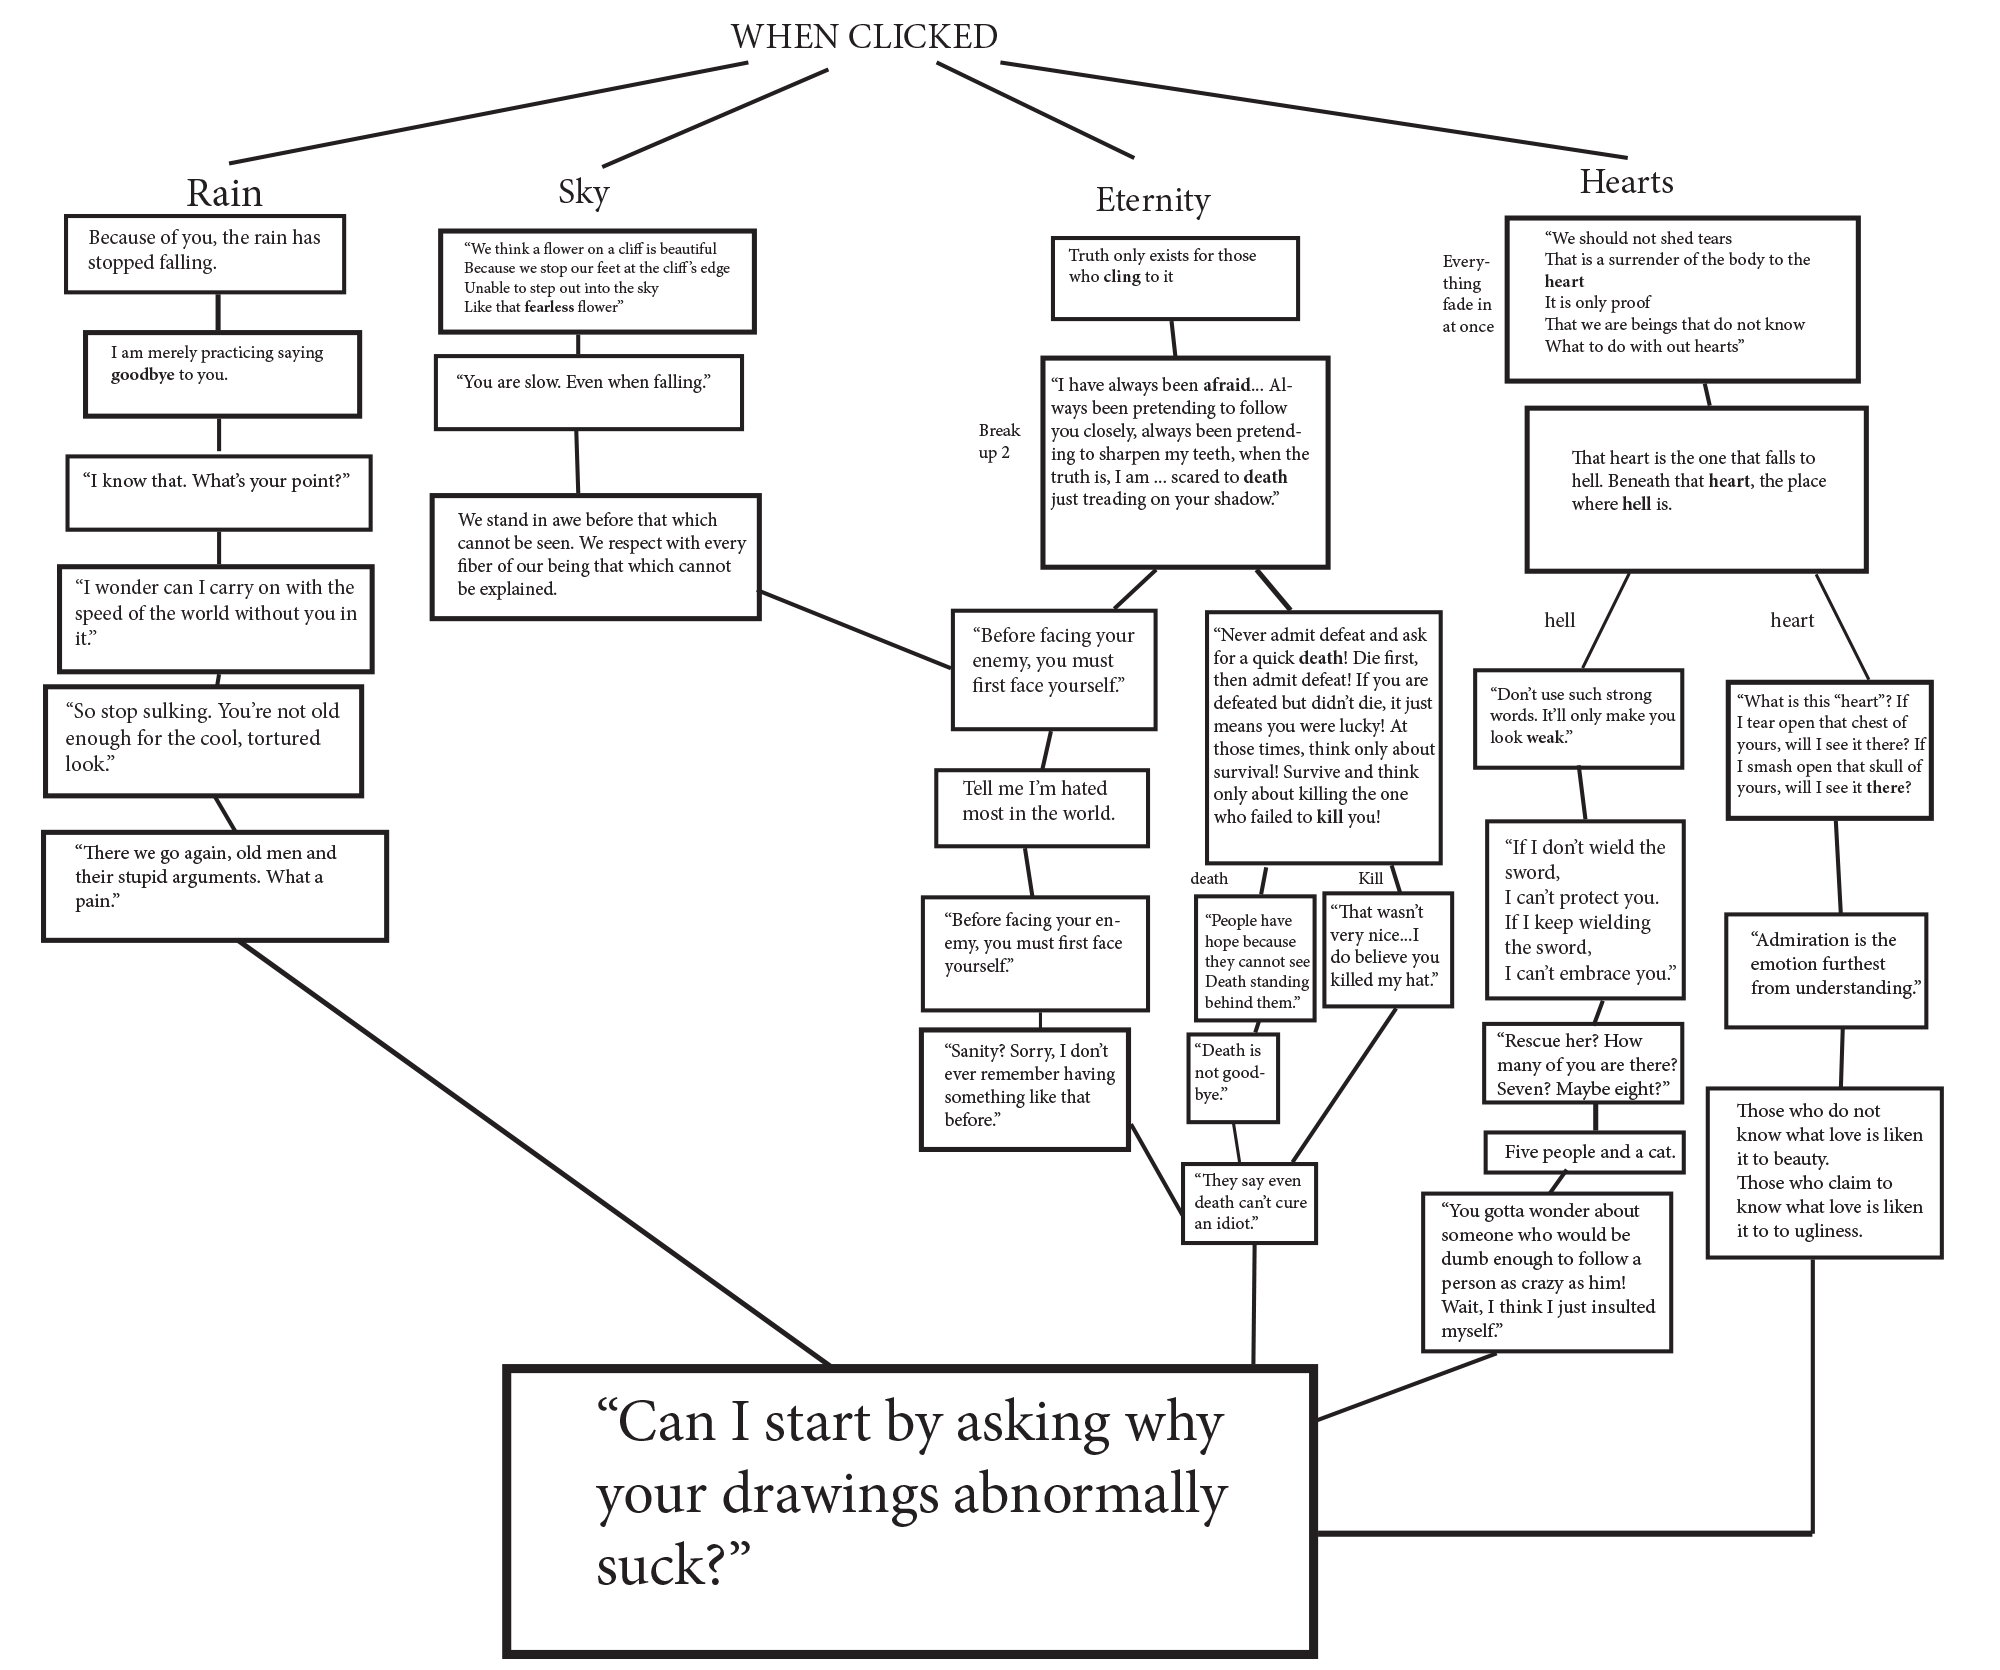 WHEN CLICKED
Rain
Because of you, the rain has
stopped falling.
I am merely practicing saying
goodbye to you.
“I know that. What’s your point?”
“I wonder can I carry on with the
speed of the world without you in
it.”
“So stop sulking. You’re not old
enough for the cool, tortured
look.”
“There we go again, old men and
their stupid arguments. What a
pain.”
Sky
“We think a flower on a cliff is beautiful
Because we stop our feet at the cliff’s edge
Unable to step out into the sky
Like that fearless flower”
“You are slow. Even when falling.”
We stand in awe before that which
cannot be seen. We respect with every
fiber of our being that which cannot
be explained.
Eternity
Truth only exists for those
who cling to it
Break
up 2
“I have always been afraid... Al-
ways been pretending to follow
you closely, always been pretend-
ing to sharpen my teeth, when the
truth is, I am ... scared to death
just treading on your shadow.”
“Before facing your
enemy, you must
first face yourself.”
Tell me I’m hated
most in the world.
“Before facing your en-
emy, you must first face
yourself.”
“Sanity? Sorry, I don’t
ever remember having
something like that
before.”
“Never admit defeat and ask
for a quick death! Die first,
then admit defeat! If you are
defeated but didn’t die, it just
means you were lucky! At
those times, think only about
survival! Survive and think
only about killing the one
who failed to kill you!
death
“People have
hope because
they cannot see
Death standing
behind them.”
“Death is
not good-
bye.”
Kill
“That wasn’t
very nice...I
do believe you
killed my hat.”
“They say even
death can’t cure
an idiot.”
Hearts
Every-
thing
fade in
at once
“We should not shed tears
That is a surrender of the body to the
heart
It is only proof
That we are beings that do not know
What to do with out hearts”
That heart is the one that falls to
hell. Beneath that heart, the place
where hell is.
hell
“Don’t use such strong
words. It’ll only make you
look weak.”
“If I don’t wield the
sword,
I can’t protect you.
If I keep wielding
the sword,
I can’t embrace you.”
“Rescue her? How
many of you are there?
Seven? Maybe eight?”
Five people and a cat.
“You gotta wonder about
someone who would be
dumb enough to follow a
person as crazy as him!
Wait, I think I just insulted
myself.”
heart
“What is this “heart”? If
I tear open that chest of
yours, will I see it there? If
I smash open that skull of
yours, will I see it there?
“Admiration is the
emotion furthest
from understanding.”
Those who do not
know what love is liken
it to beauty.
Those who claim to
know what love is liken
it to to ugliness.
“Can I start by asking why
your drawings abnormally
suck?”